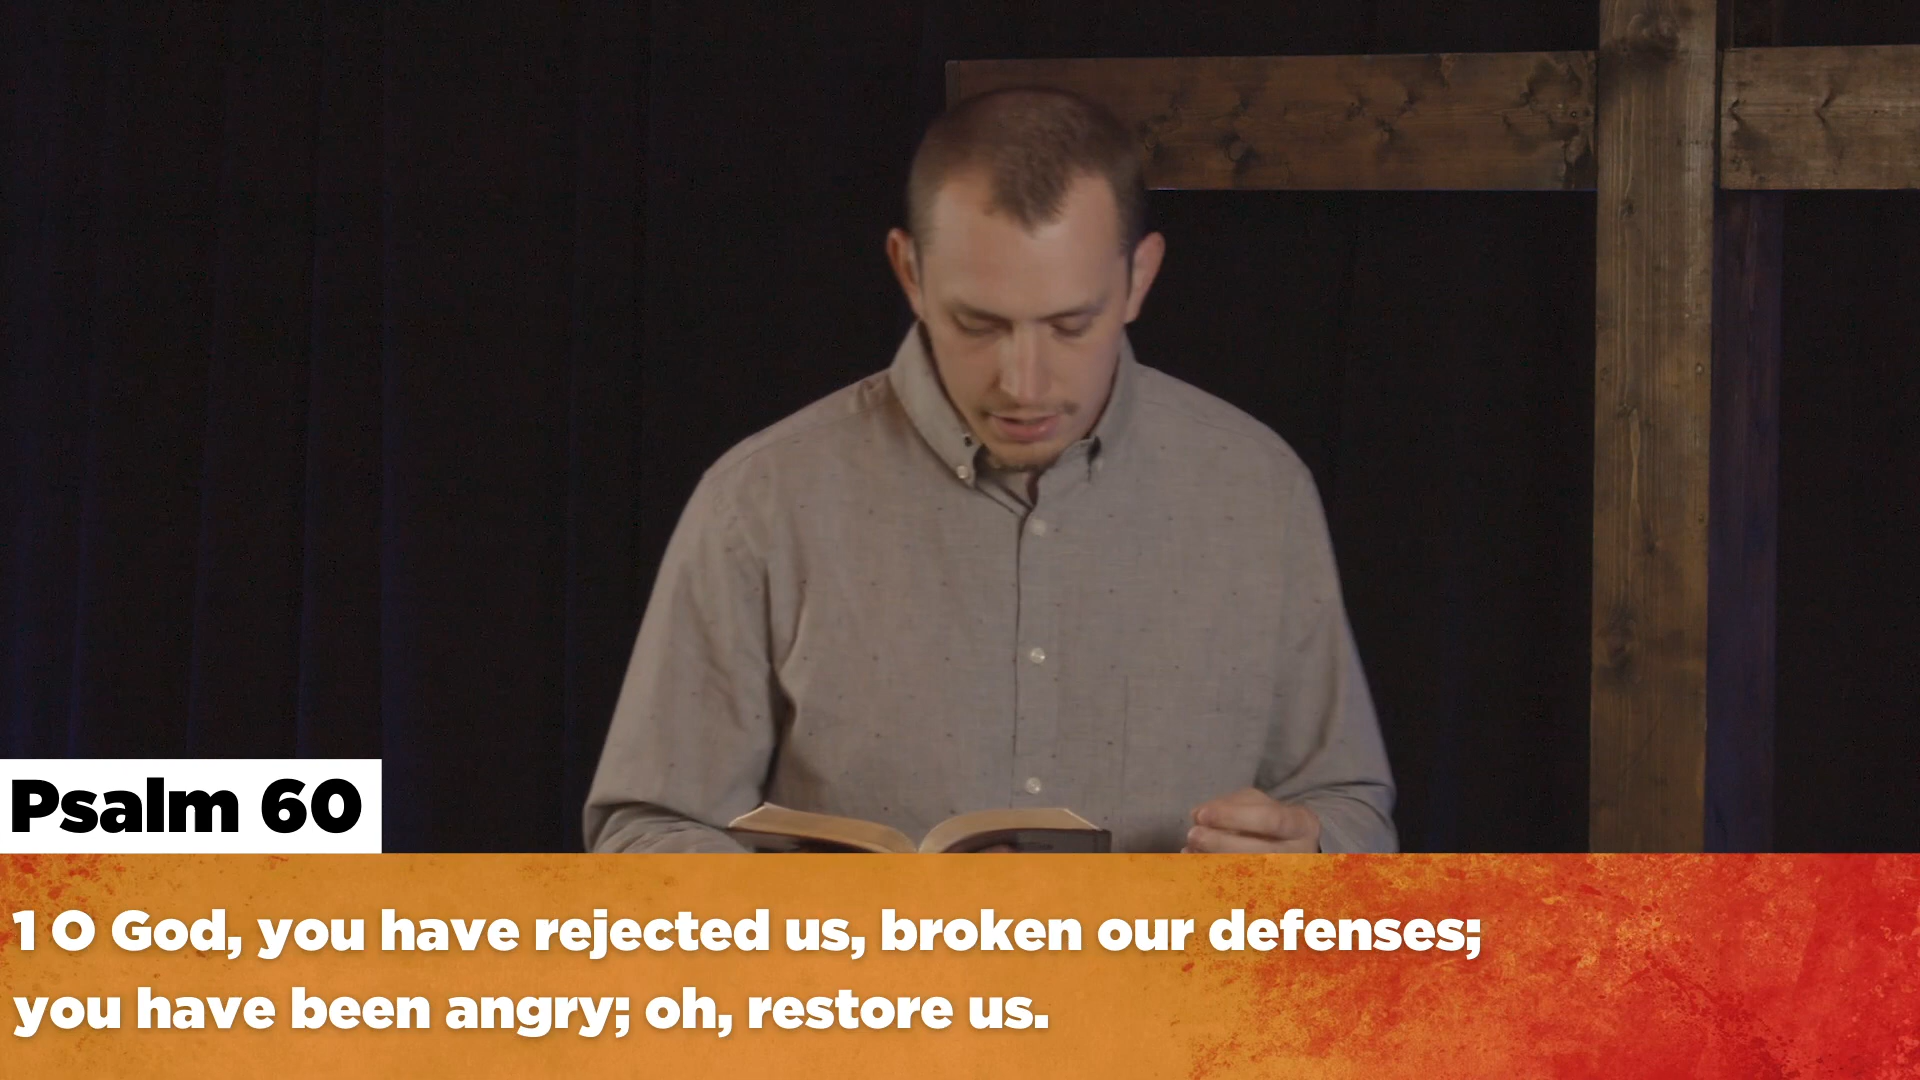 Psalm 60
1 O God, you have rejected us, broken our defenses;
you have been angry; oh, restore us.